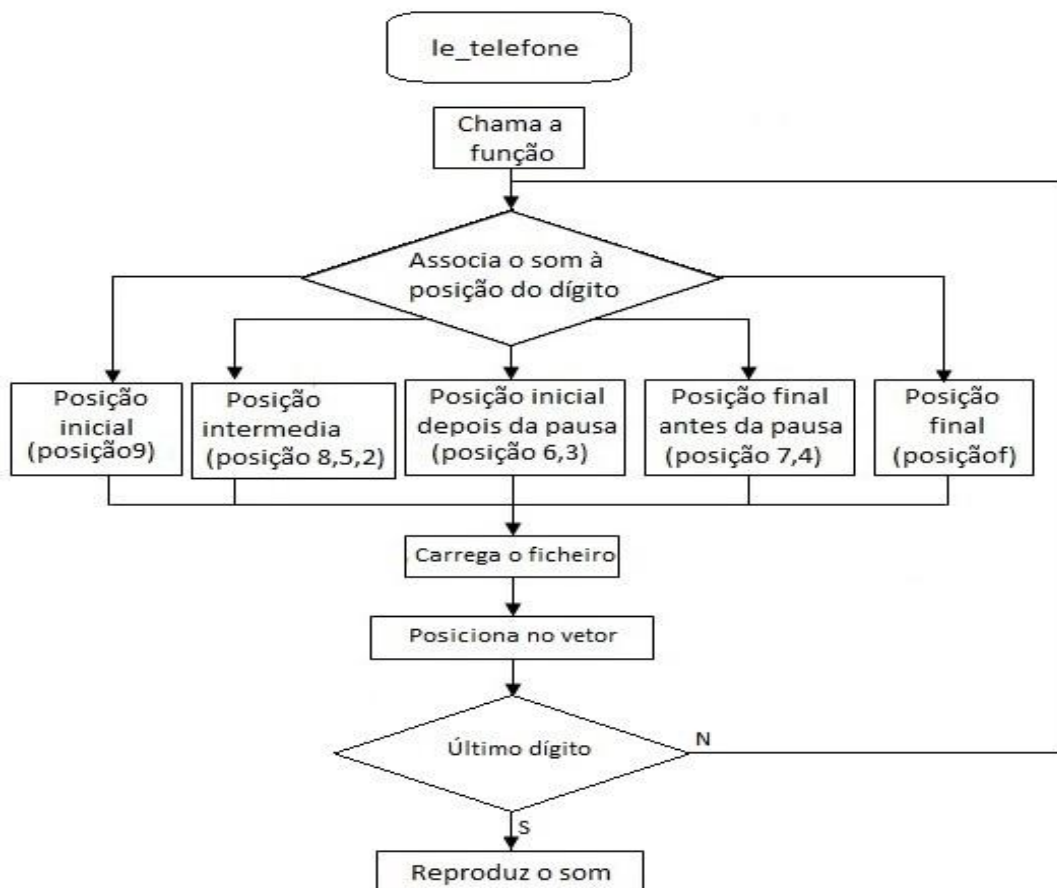 le_telefone
Chama a
função
Associa o som à
posição do dígito
Posição
inicial
(posição9)
Posição
intermedia
(posição 8,5,2)
Posição inicial
depois da pausa
(posição 6,3)
Posição final
antes da pausa
(posição 7,4)
Posição
final
(posiçãof)
Carrega o ficheiro
Posiciona no vetor
Último dígito
N
S
Reproduz o som